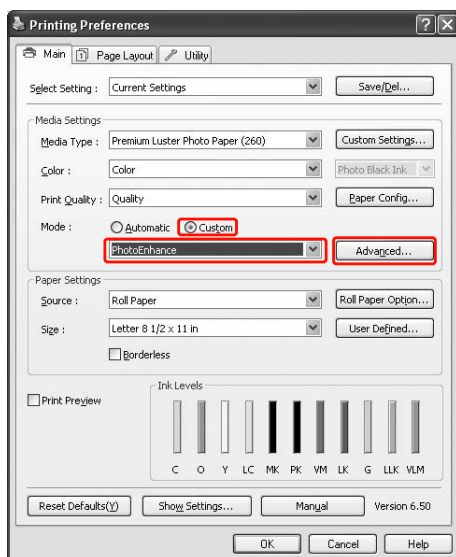 Printing Preferences
Main Page Layout Utility
Select Setting : Current Settings Save/Del...
Media Settings
Media Type : Premium Luster Photo Paper (260) Custom Settings...
Color : Color Photo Black Ink
Print Quality : Quality Paper Config...
Mode : Automatic Custom
PhotoEnhance Advanced...
Paper Settings
Source : Roll Paper Roll Paper Option...
Size : Letter 8 1/2 x 11 in User Defined...
Borderless
Print Preview
Ink Levels
C O Y LC MK PK VM LK G LLK VLM
Reset Defaults(Y) Show Settings... Manual Version 6.50
OK Cancel Help